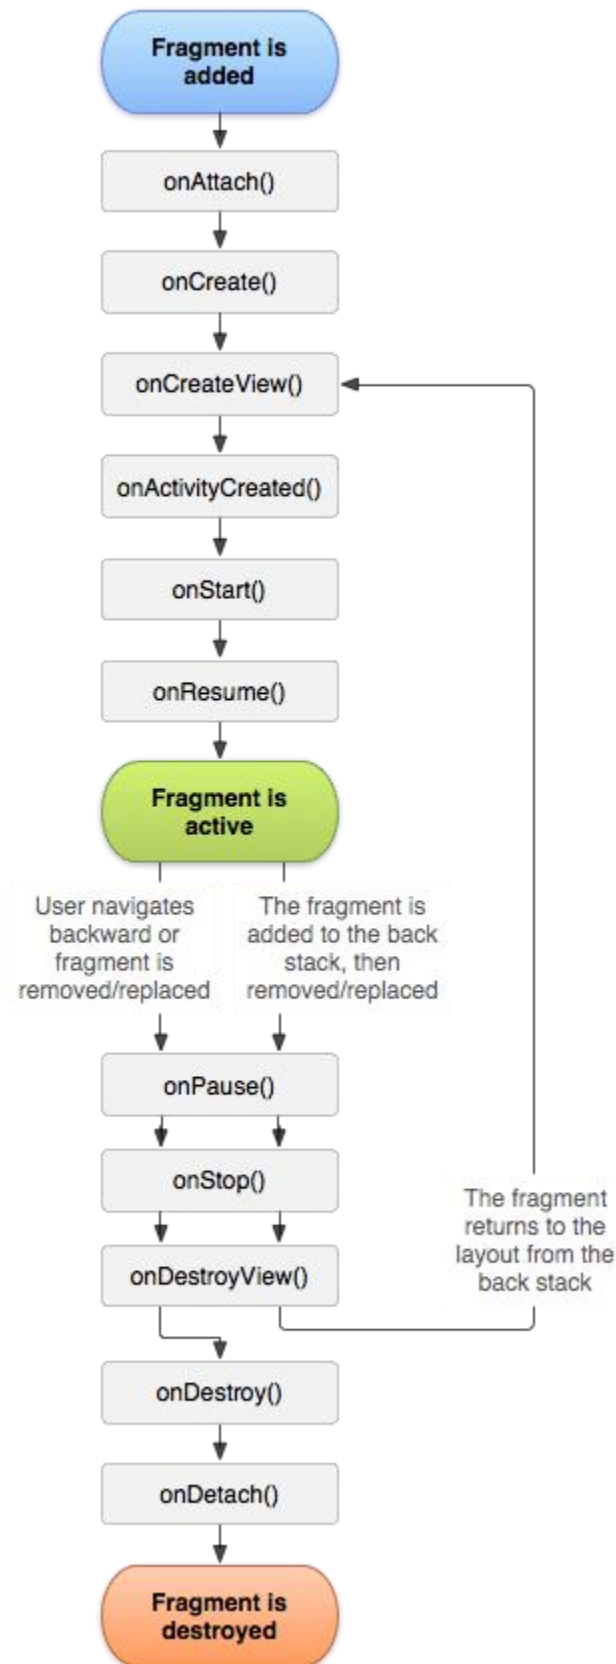 Fragment is
added
onAttach()
onCreate()
onCreateView()
onActivityCreated()
onStart()
onResume()
Fragment is
active
User navigates
backward or
fragment is
removed/replaced
The fragment is
added to the back
stack, then
removed/replaced
onPause()
onStop()
onDestroyView()
The fragment
returns to the
layout from the
back stack
onDestroy()
onDetach()
Fragment is
destroyed